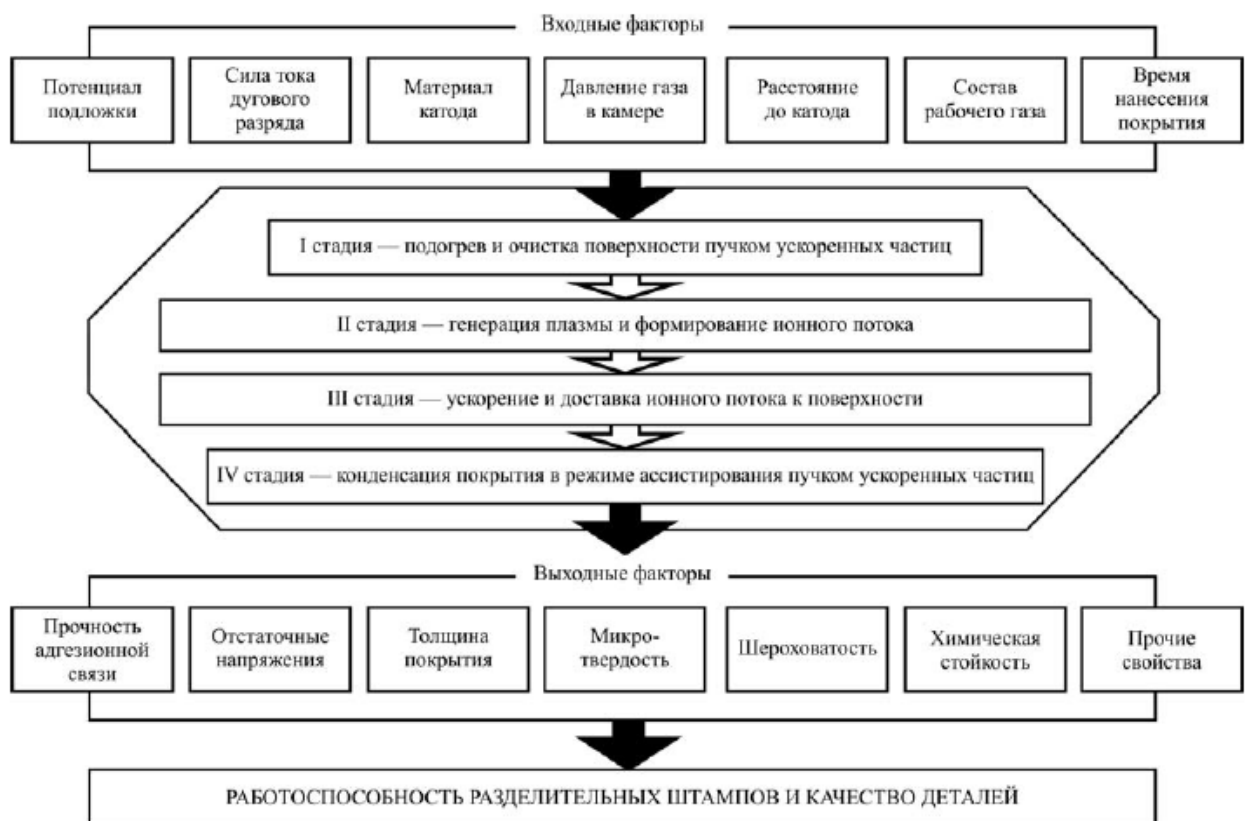 Входные факторы
Потенциал
подложки
Сила тока
дугового
разряда
Материал
катода
Давление газа
в камере
Расстояние
до катода
Состав
рабочего газа
Время
нанесения
покрытия
I стадия — подогрев и очистка поверхности пучком ускоренных частиц
II стадия — генерация плазмы и формирование ионного потока
III стадия — ускорение и доставка ионного потока к поверхности
IV стадия — конденсация покрытия в режиме ассистирования пучком ускоренных частиц
Выходные факторы
Прочность
адгезионной
связи
Отстаточные
напряжения
Толщина
покрытия
Микро-
твердость
Шероховатость
Химическая
стойкость
Прочие
свойства
РАБОТОСПОСОБНОСТЬ РАЗДЕЛИТЕЛЬНЫХ ШТАМПОВ И КАЧЕСТВО ДЕТАЛЕЙ